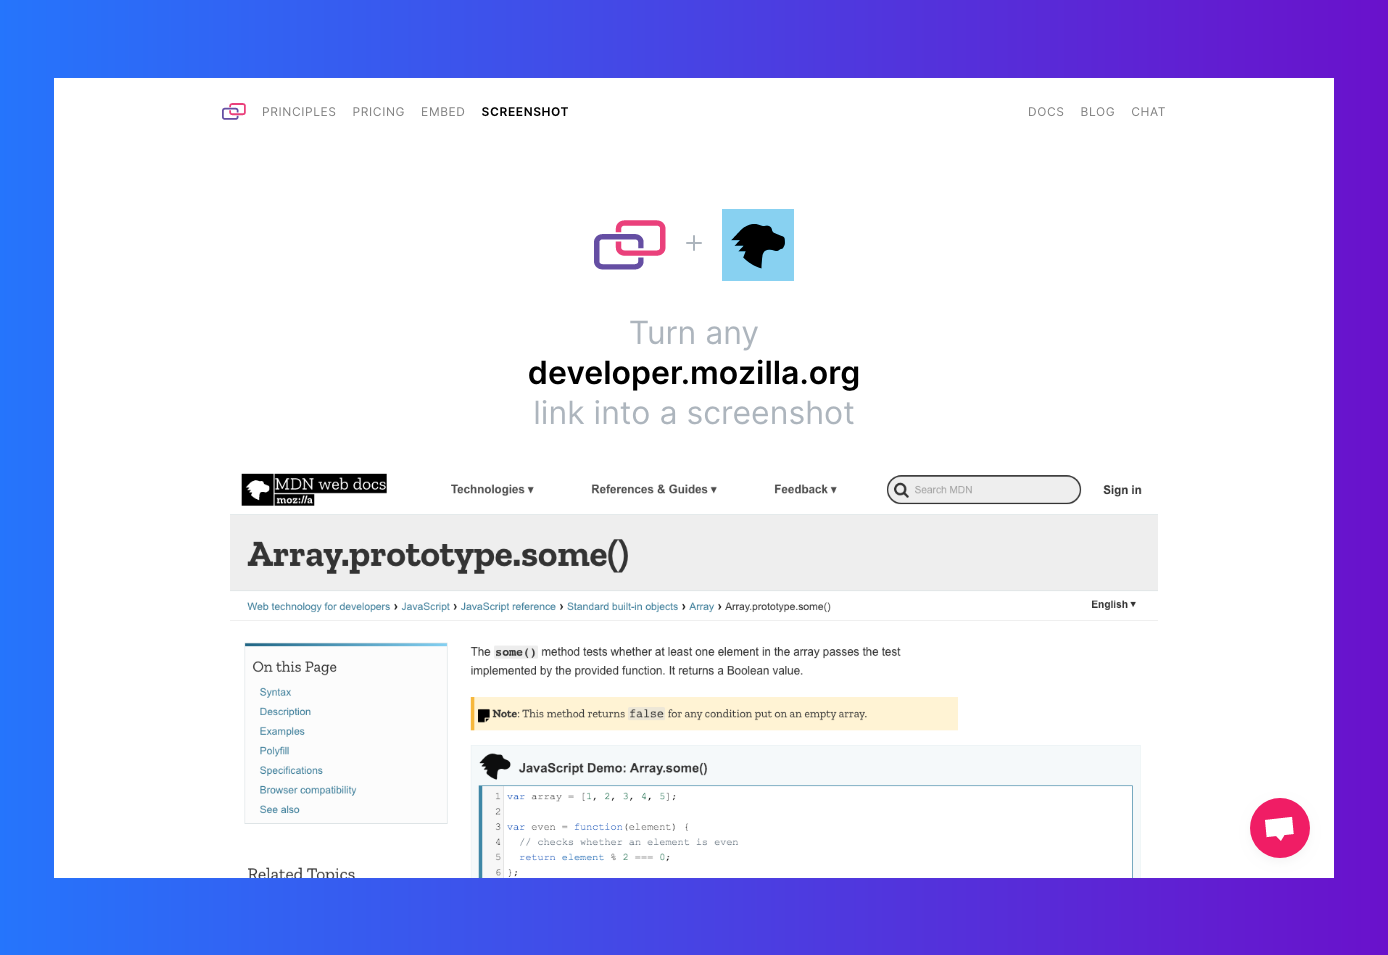 PRINCIPLES PRICING EMBED SCREENSHOT DOCS BLOG CHAT
+
Turn any
developer.mozilla.org
link into a screenshot
MDN web docs
moz://a
Technologies ▾ References & Guides ▾ Feedback ▾ Search MDN Sign in
Array.prototype.some()
Web technology for developers › JavaScript › JavaScript reference › Standard built-in objects › Array › Array.prototype.some() English ▾
On this Page
Syntax
Description
Examples
Polyfill
Specifications
Browser compatibility
See also
Related Topics
The some() method tests whether at least one element in the array passes the test
implemented by the provided function. It returns a Boolean value.
Note: This method returns false for any condition put on an empty array.
JavaScript Demo: Array.some()
1 var array = [1, 2, 3, 4, 5];
2
3 var even = function(element) {
4 // checks whether an element is even
5 return element % 2 === 0;
6 };